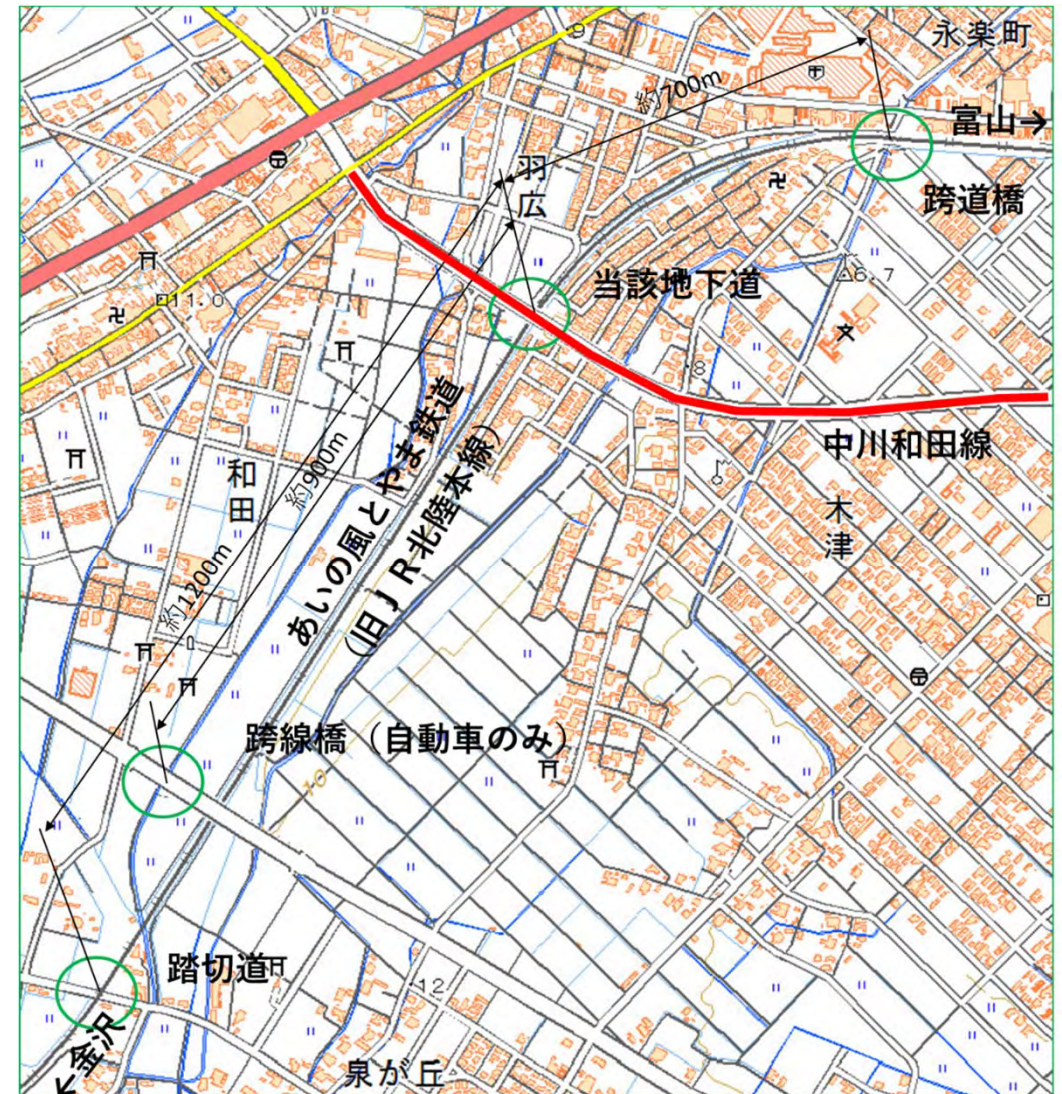 永楽町
9
約700m
富山→
羽広
跨道橋
当該地下道
6.7
11.0
8
あいの風とやま鉄道
(旧JR北陸本線)
中川和田線
和田
約900m
木津
約1200m
跨線橋(自動車のみ)
10
踏切道
12
←金沢
泉が丘